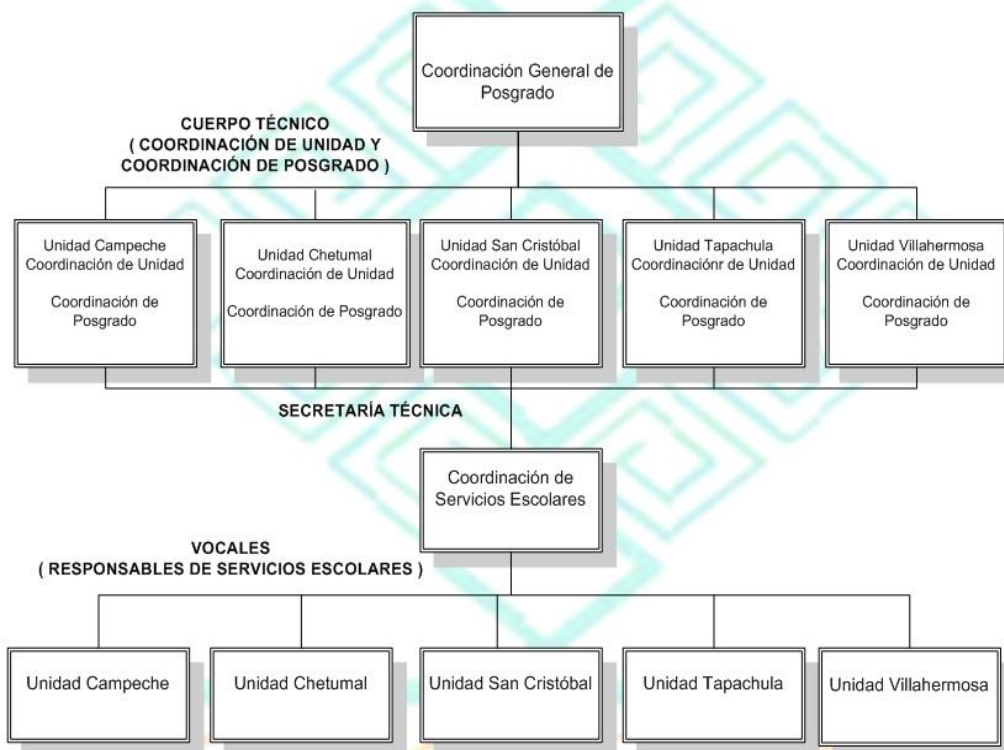 Coordinación General de
Posgrado
CUERPO TÉCNICO
( COORDINACIÓN DE UNIDAD Y
COORDINACIÓN DE POSGRADO )
Unidad Campeche
Coordinación de Unidad
Coordinación de
Posgrado
Unidad Chetumal
Coordinación de Unidad
Coordinación de Posgrado
Unidad San Cristóbal
Coordinación de Unidad
Coordinación de
Posgrado
Unidad Tapachula
Coordinaciónr de Unidad
Coordinación de
Posgrado
Unidad Villahermosa
Coordinación de Unidad
Coordinación de
Posgrado
SECRETARÍA TÉCNICA
Coordinación de
Servicios Escolares
VOCALES
( RESPONSABLES DE SERVICIOS ESCOLARES )
Unidad Campeche
Unidad Chetumal
Unidad San Cristóbal
Unidad Tapachula
Unidad Villahermosa